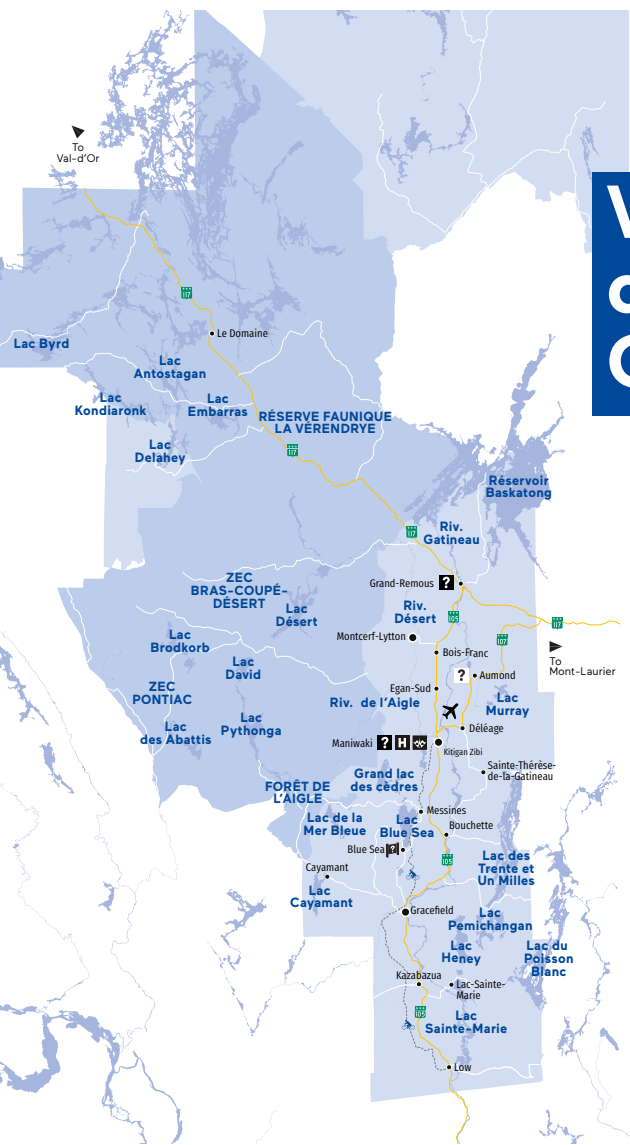 To
Val-d'Or
V
117
Le Domaine
Lac Byrd
Lac
Antostagan
Lac
Kondiaronk
Lac
Embarras
RÉSERVE FAUNIQUE
LA VÉRENDRYE
Lac
Delahey
117
Réservoir
Baskatong
117
Riv.
Gatineau
ZEC
BRAS-COUPÉ-
DÉSERT
Grand-Remous ?
Lac
Désert
Riv.
Désert
105
117
Montcerf-Lytton
107
Lac
Brodkorb
Bois-Franc
To
Mont-Laurier
Lac
David
? Aumond
ZEC
PONTIAC
Egan-Sud
Riv. de l'Aigle
Lac
Murray
Lac
Pythonga
Lac
des Abattis
Déléage
Maniwaki ? H
Kitigan Zibi
Sainte-Thérèse-
de-la-Gatineau
Grand lac
des cèdres
FORÊT DE
L'AIGLE
Messines
Lac de la
Mer Bleue
Lac
Blue Sea
Bouchette
Blue Sea ?
105
Lac des
Trente et
Un Milles
Cayamant
Lac
Cayamant
Gracefield
Lac
Pemichangan
Lac
Heney
Lac du
Poisson
Blanc
Kazabazua
Lac-Sainte-
Marie
105
Lac
Sainte-Marie
Low